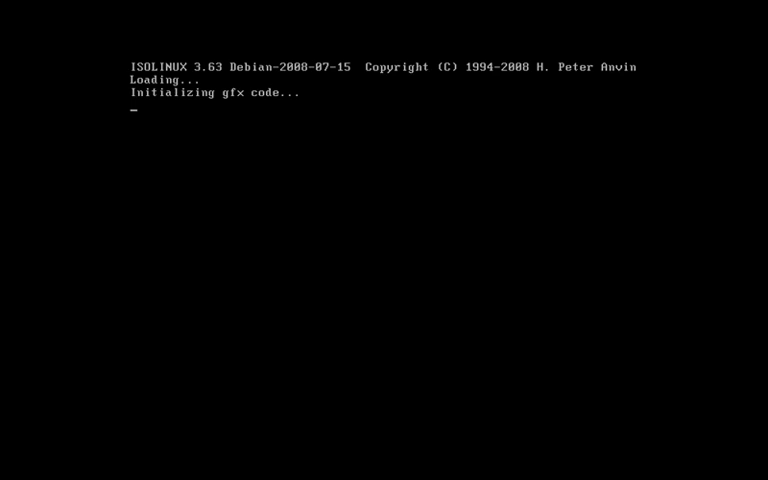 ISOLINUX 3.63 Debian-2008-07-15  Copyright (C) 1994-2008 H. Peter Anvin
Loading...
Initializing gfx code...